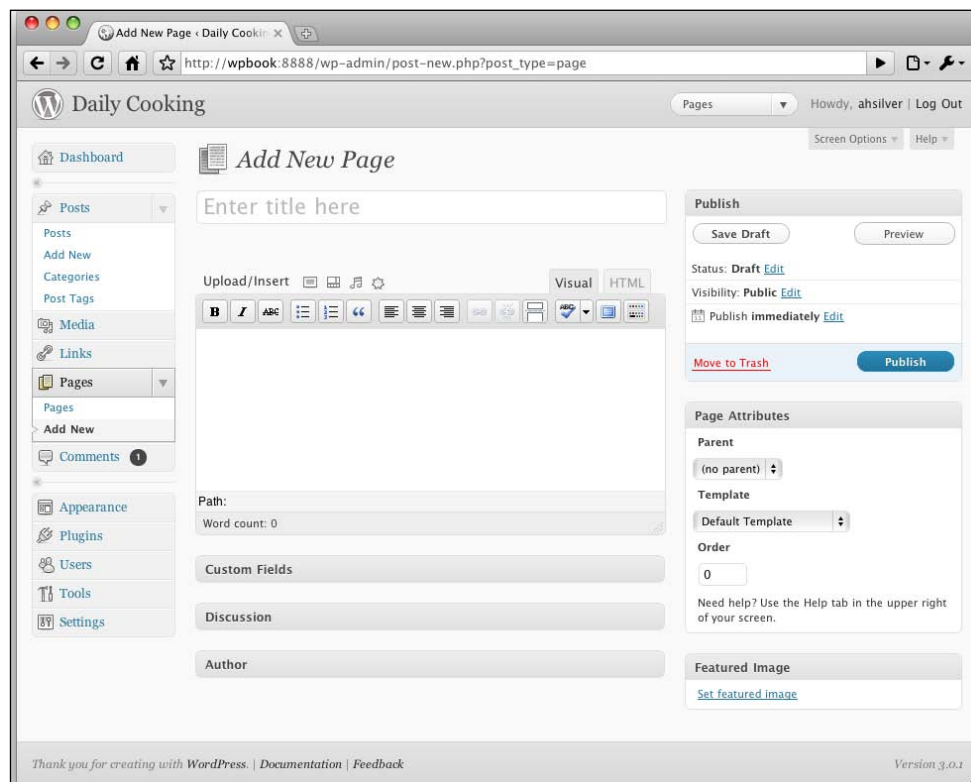 Add New Page ‹ Daily Cookin
http://wpbook:8888/wp-admin/post-new.php?post_type=page
Daily Cooking
Pages
Howdy, ahsilver | Log Out
Screen Options
Help
Dashboard
Posts
Posts
Add New
Categories
Post Tags
Media
Links
Pages
Pages
Add New
Comments 1
Appearance
Plugins
Users
Tools
Settings
Add New Page
Enter title here
Upload/Insert
Visual
HTML
B I ABC
ABC
Path:
Word count: 0
Custom Fields
Discussion
Author
Publish
Save Draft
Preview
Status: Draft Edit
Visibility: Public Edit
Publish immediately Edit
Move to Trash
Publish
Page Attributes
Parent
(no parent)
Template
Default Template
Order
0
Need help? Use the Help tab in the upper right
of your screen.
Featured Image
Set featured image
Thank you for creating with WordPress. | Documentation | Feedback
Version 3.0.1